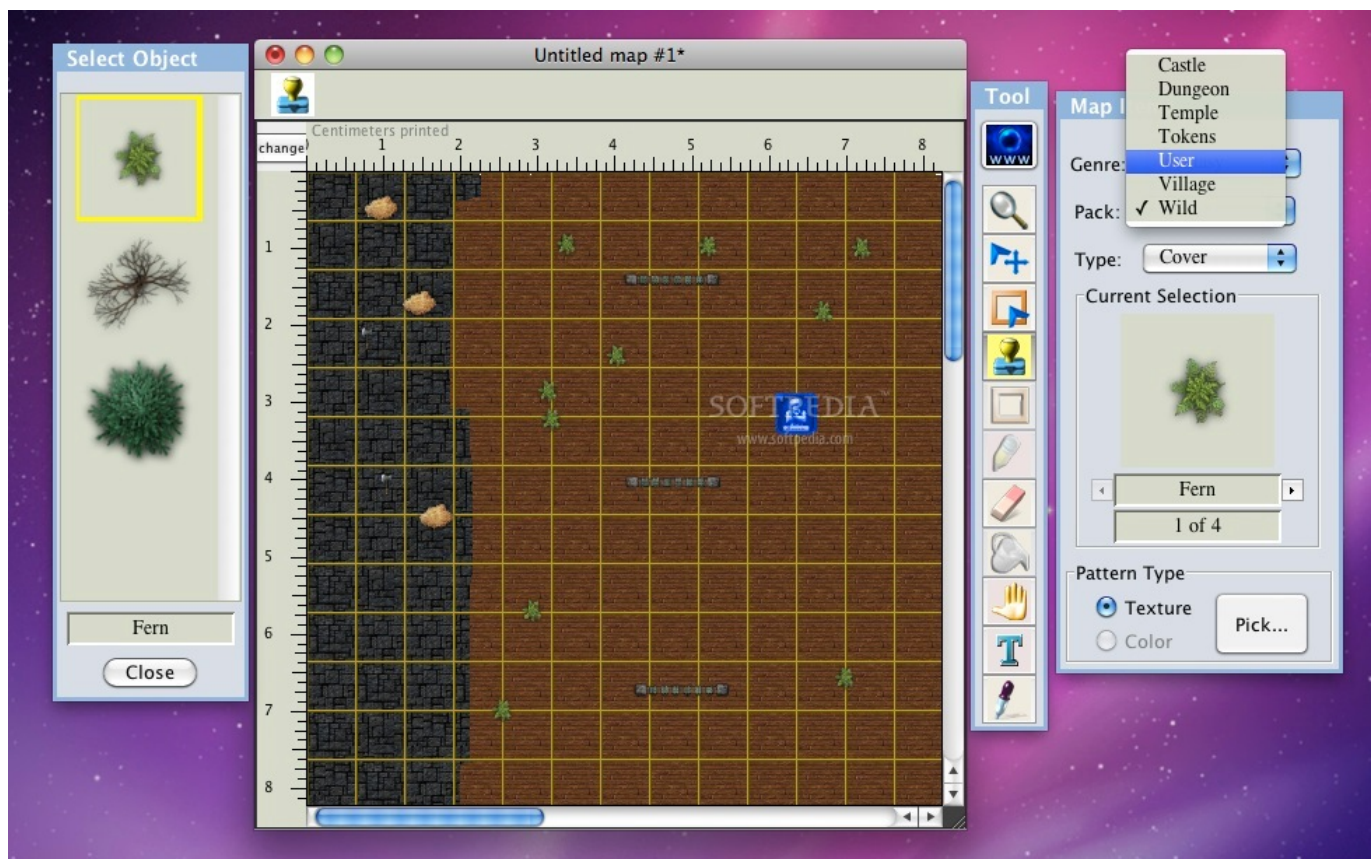 Select Object
Fern
Close
Untitled map #1*
Centimeters printed
change
1 2 3 4 5 6 7 8
1
2
3
4
5
6
7
8
SOFTPEDIA™
www.softpedia.com
Tool
WWW
T
Map
Castle
Dungeon
Temple
Tokens
User
Village
✓ Wild
Genre:
Pack:
Type: Cover
Current Selection
Fern
1 of 4
Pattern Type
Texture
Color
Pick...